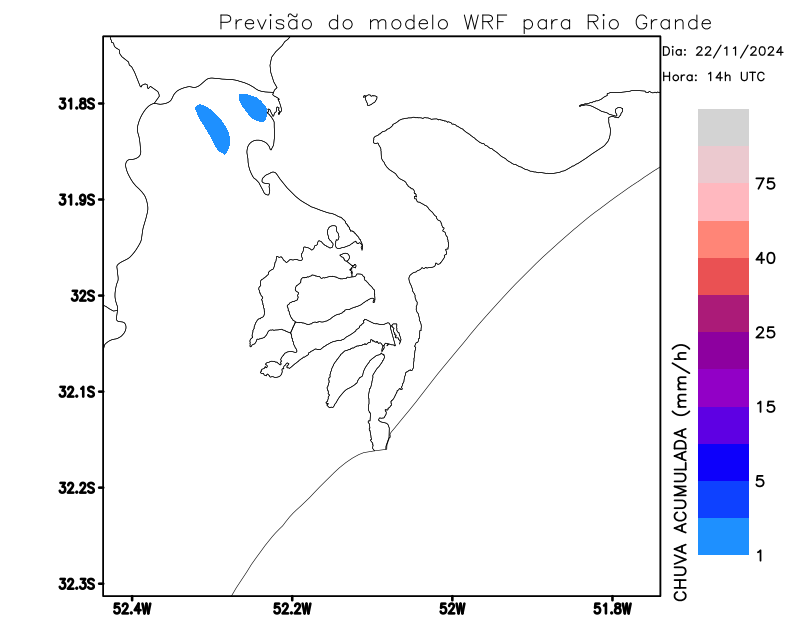 Previsão do modelo WRF para Rio Grande
Dia: 22/11/2024
Hora: 14h UTC
31.8S
31.9S
32S
32.1S
32.2S
32.3S
52.4W
52.2W
52W
51.8W
75
40
25
15
5
1
CHUVA ACUMULADA (mm/h)